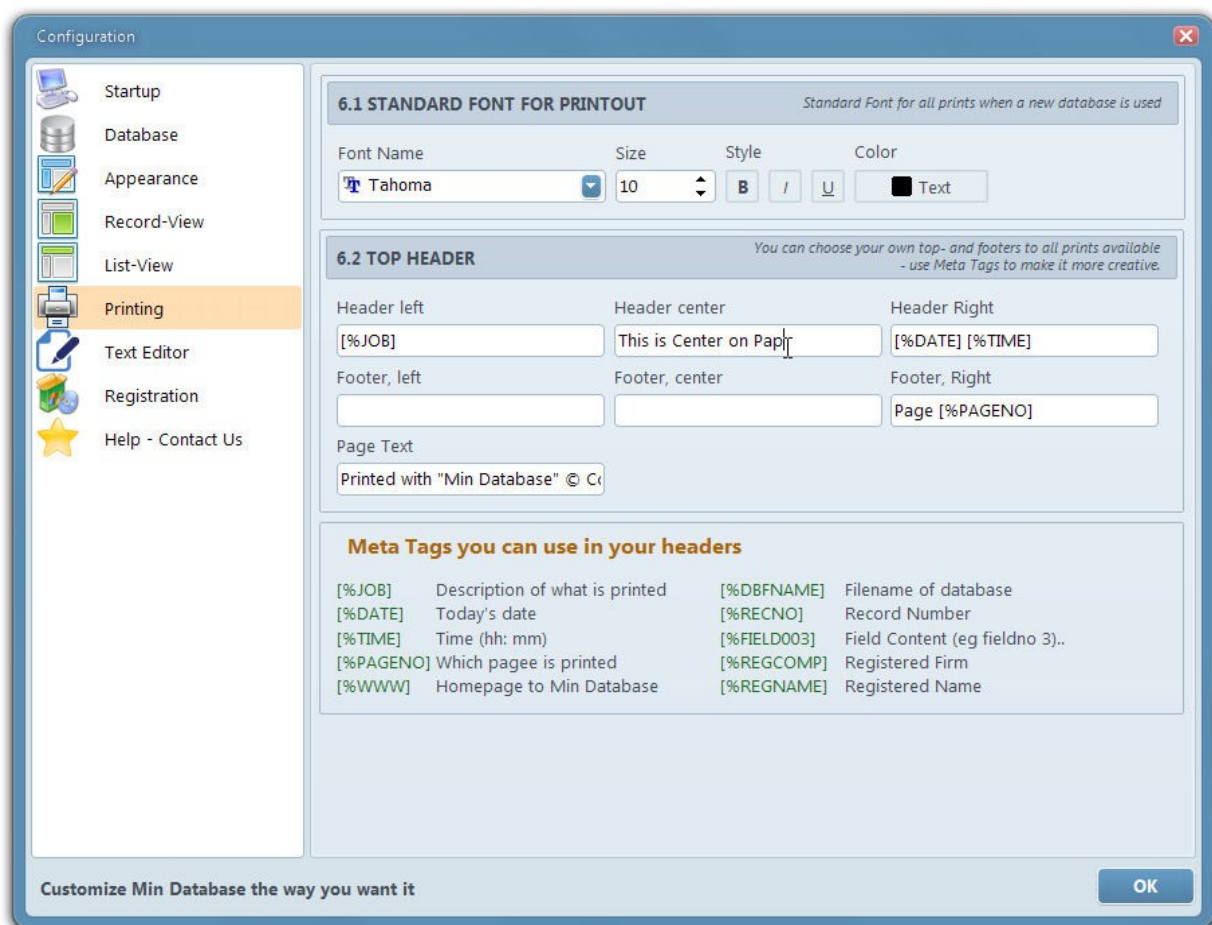 Configuration
Startup
Database
Appearance
Record-View
List-View
Printing
Text Editor
Registration
Help - Contact Us
6.1 STANDARD FONT FOR PRINTOUT
Standard Font for all prints when a new database is used
Font Name Size Style Color
Tahoma 10 B I U Text
6.2 TOP HEADER
You can choose your own top- and footers to all prints available
- use Meta Tags to make it more creative.
Header left Header center Header Right
[%JOB] This is Center on Pap [%DATE] [%TIME]
Footer, left Footer, center Footer, Right
Page [%PAGENO]
Page Text
Printed with "Min Database" ©
Meta Tags you can use in your headers
[%JOB] Description of what is printed [%DBFNAME] Filename of database
[%DATE] Today's date [%RECNO] Record Number
[%TIME] Time (hh: mm) [%FIELD003] Field Content (eg fieldno 3)..
[%PAGENO] Which pagee is printed [%REGCOMP] Registered Firm
[%WWW] Homepage to Min Database [%REGNAME] Registered Name
Customize Min Database the way you want it
OK